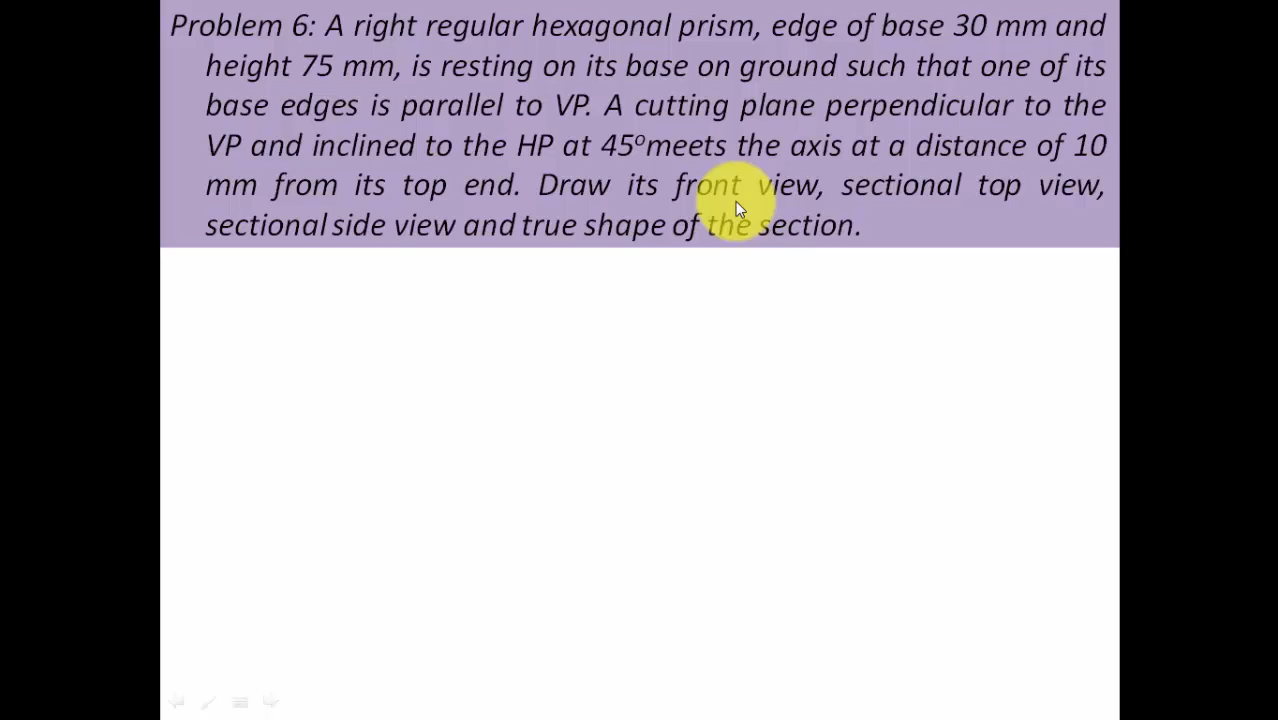 Problem 6: A right regular hexagonal prism, edge of base 30 mm and
height 75 mm, is resting on its base on ground such that one of its
base edges is parallel to VP. A cutting plane perpendicular to the
VP and inclined to the HP at 45ᵒmeets the axis at a distance of 10
mm from its top end. Draw its front view, sectional top view,
sectional side view and true shape of the section.